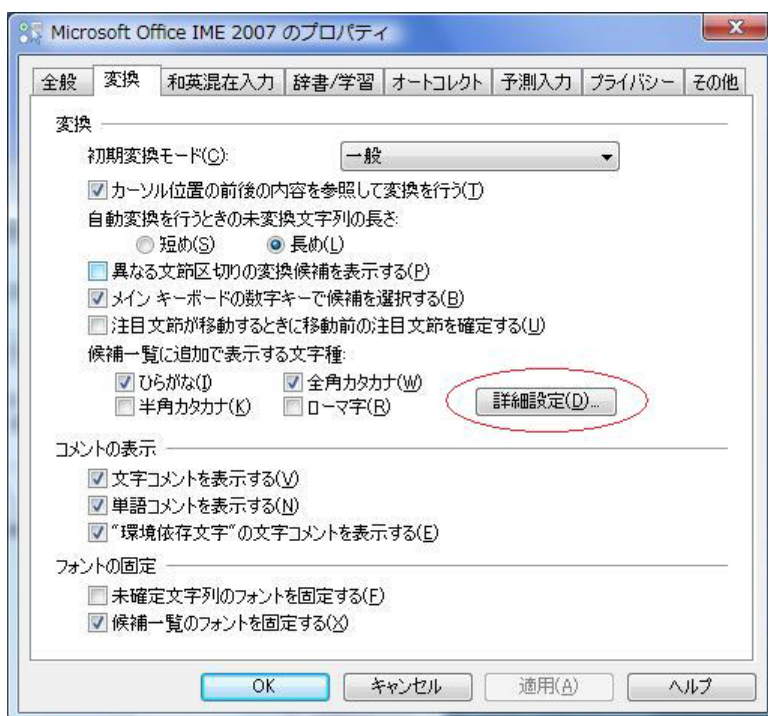 Microsoft Office IME 2007 のプロパティ
全般 変換 和英混在入力 辞書/学習 オートコレクト 予測入力 プライバシー その他
変換
初期変換モード(C): 一般
カーソル位置の前後の内容を参照して変換を行う(T)
自動変換を行うときの未変換文字列の長さ:
短め(S) 長め(L)
異なる文節区切りの変換候補を表示する(P)
メイン キーボードの数字キーで候補を選択する(B)
注目文節が移動するときに移動前の注目文節を確定する(U)
候補一覧に追加で表示する文字種:
ひらがな(I) 全角カタカナ(W)
半角カタカナ(K) ローマ字(R) 詳細設定(D)...
コメントの表示
文字コメントを表示する(V)
単語コメントを表示する(N)
"環境依存文字"の文字コメントを表示する(E)
フォントの固定
未確定文字列のフォントを固定する(F)
候補一覧のフォントを固定する(X)
OK キャンセル 適用(A) ヘルプ